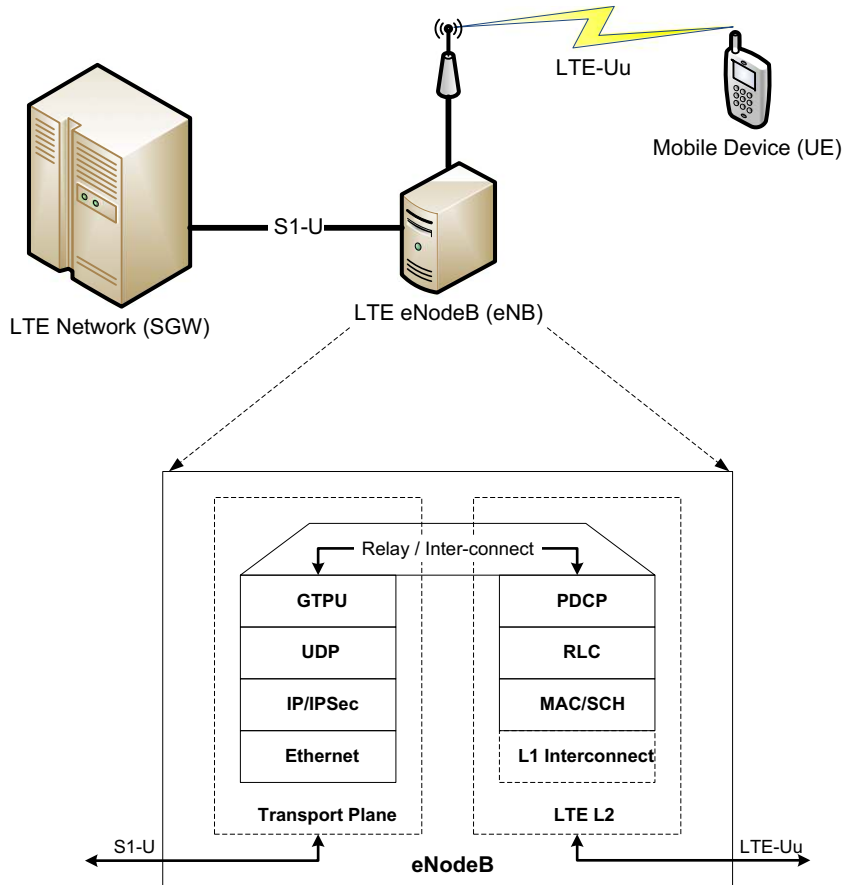 LTE-Uu
Mobile Device (UE)
S1-U
LTE Network (SGW)
LTE eNodeB (eNB)
Relay / Inter-connect
GTPU
PDCP
UDP
RLC
IP/IPSec
MAC/SCH
Ethernet
L1 Interconnect
Transport Plane
LTE L2
S1-U
LTE-Uu
eNodeB